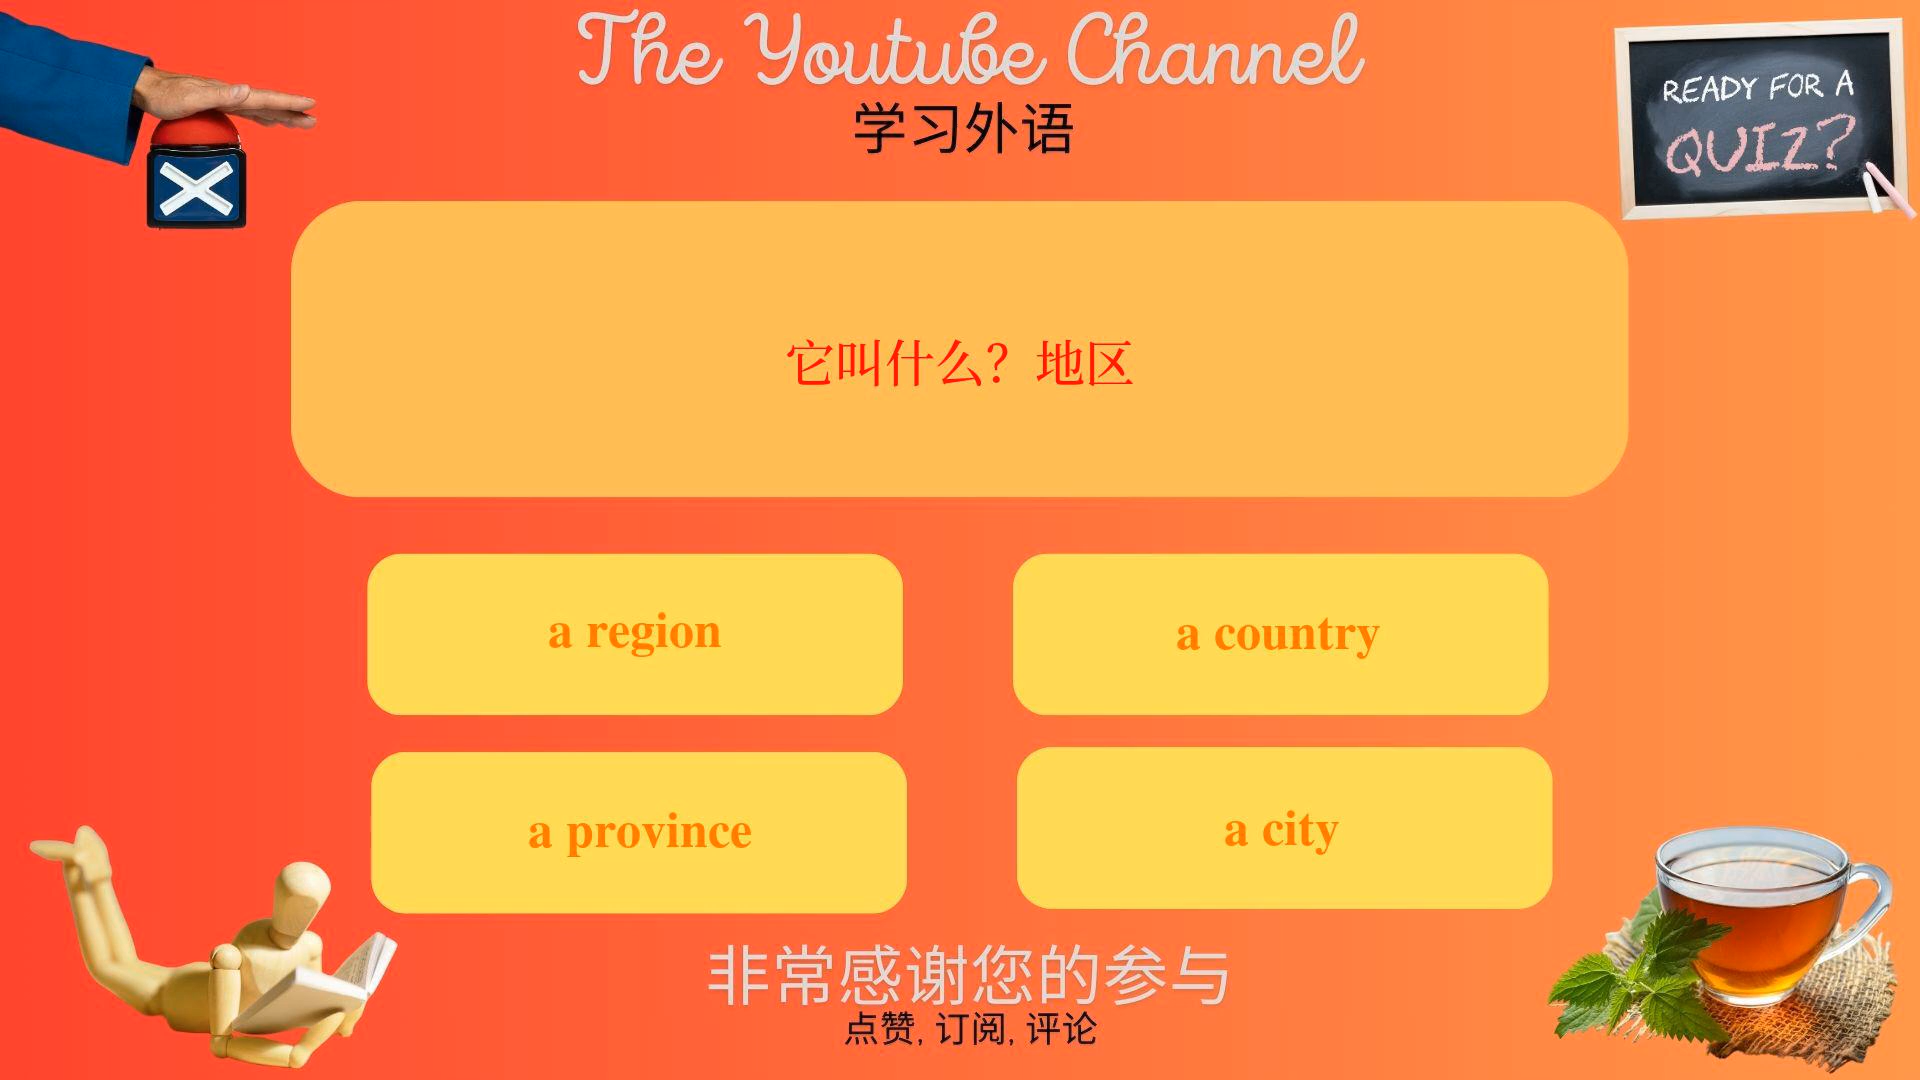 The Youtube Channel
学习外语
READY FOR A
QUIZ?
它叫什么？地区
a region
a country
a province
a city
非常感谢您的参与
点赞, 订阅, 评论